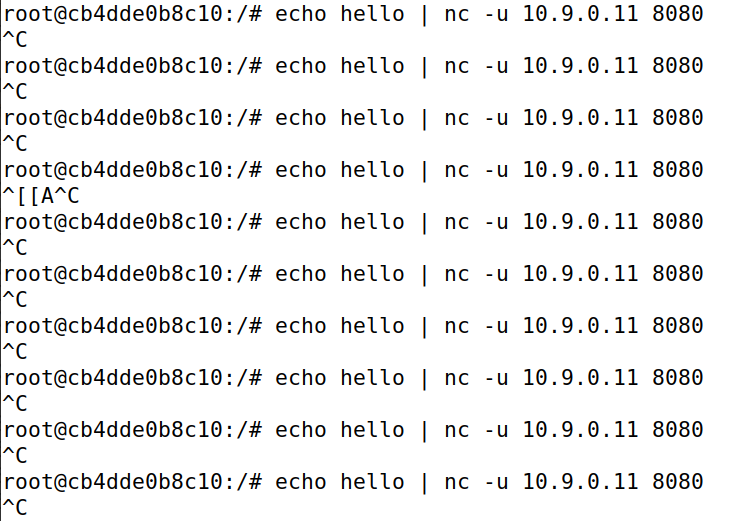 root@cb4dde0b8c10:/# echo hello | nc -u 10.9.0.11 8080
^C
root@cb4dde0b8c10:/# echo hello | nc -u 10.9.0.11 8080
^C
root@cb4dde0b8c10:/# echo hello | nc -u 10.9.0.11 8080
^C
root@cb4dde0b8c10:/# echo hello | nc -u 10.9.0.11 8080
^[[A^C
root@cb4dde0b8c10:/# echo hello | nc -u 10.9.0.11 8080
^C
root@cb4dde0b8c10:/# echo hello | nc -u 10.9.0.11 8080
^C
root@cb4dde0b8c10:/# echo hello | nc -u 10.9.0.11 8080
^C
root@cb4dde0b8c10:/# echo hello | nc -u 10.9.0.11 8080
^C
root@cb4dde0b8c10:/# echo hello | nc -u 10.9.0.11 8080
^C
root@cb4dde0b8c10:/# echo hello | nc -u 10.9.0.11 8080
^C